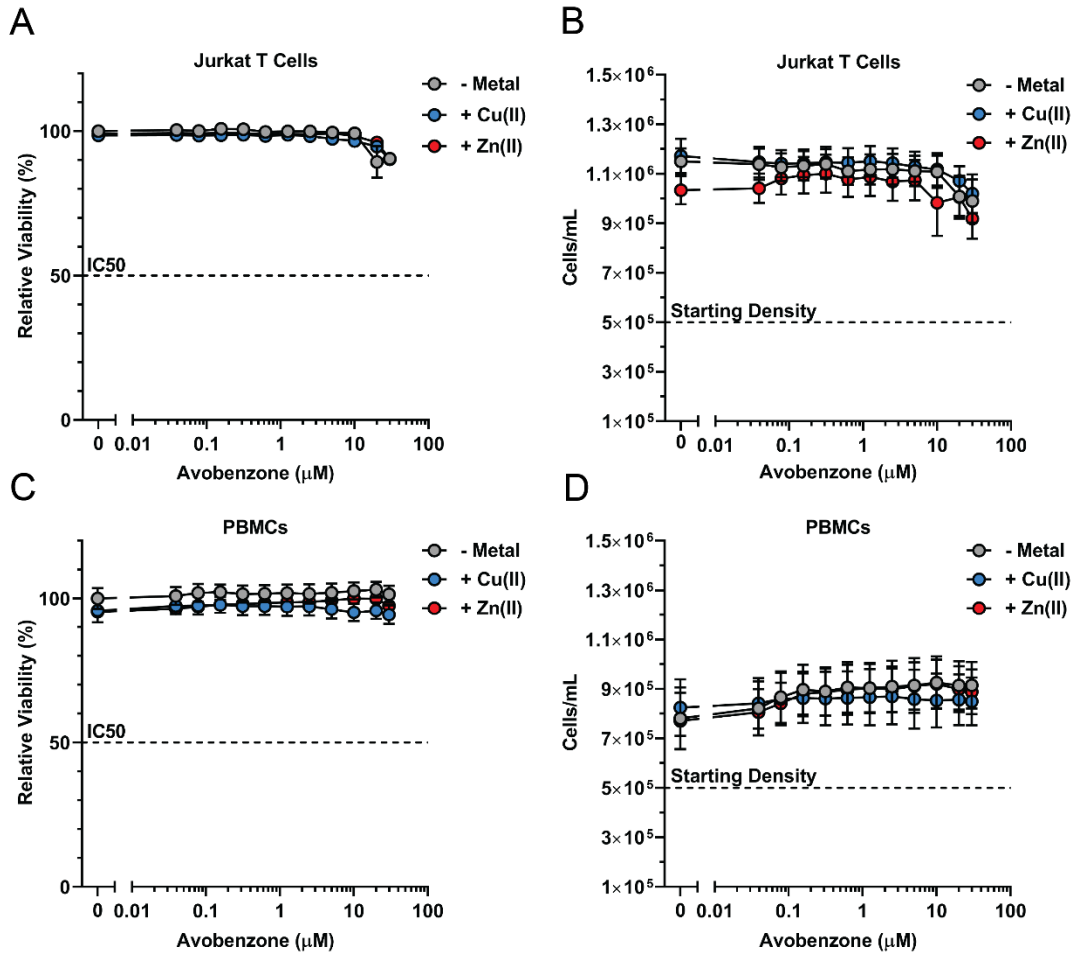 A
Jurkat T Cells
Relative Viability (%)
100
50
0
IC50
- Metal
+ Cu(II)
+ Zn(II)
0 0.01 0.1 1 10 100
Avobenzone (μM)
B
Jurkat T Cells
Cells/mL
1.5×10⁶
1.3×10⁶
1.1×10⁶
9×10⁵
7×10⁵
5×10⁵
3×10⁵
1×10⁵
Starting Density
- Metal
+ Cu(II)
+ Zn(II)
0 0.01 0.1 1 10 100
Avobenzone (μM)
C
PBMCs
Relative Viability (%)
100
50
0
IC50
- Metal
+ Cu(II)
+ Zn(II)
0 0.01 0.1 1 10 100
Avobenzone (μM)
D
PBMCs
Cells/mL
1.5×10⁶
1.3×10⁶
1.1×10⁶
9×10⁵
7×10⁵
5×10⁵
3×10⁵
1×10⁵
Starting Density
- Metal
+ Cu(II)
+ Zn(II)
0 0.01 0.1 1 10 100
Avobenzone (μM)